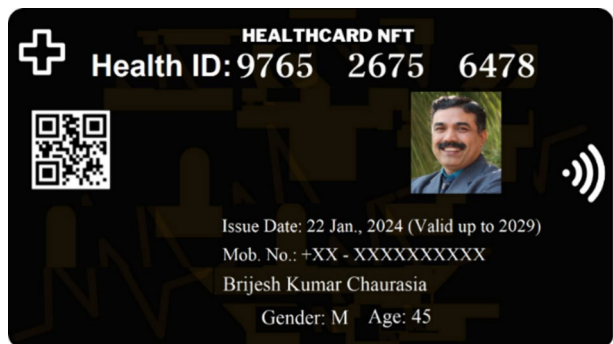 HEALTHCARD NFT
Health ID: 9765 2675 6478
Issue Date: 22 Jan., 2024 (Valid up to 2029)
Mob. No.: +XX - XXXXXXXXXX
Brijesh Kumar Chaurasia
Gender: M Age: 45